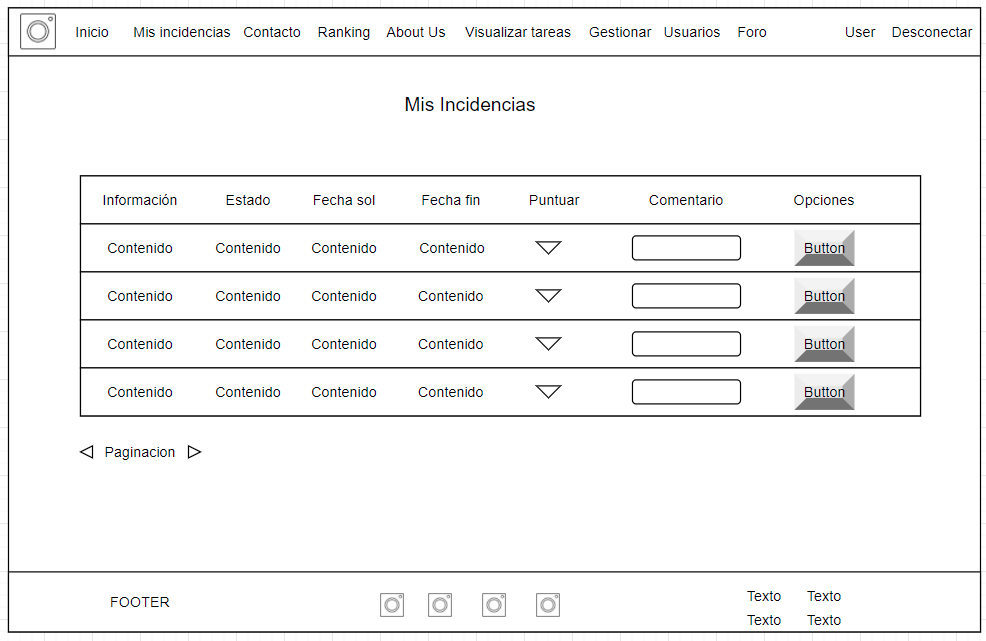 Inicio Mis incidencias Contacto Ranking About Us Visualizar tareas Gestionar Usuarios Foro User Desconectar
Mis Incidencias
Información Estado Fecha sol Fecha fin Puntuar Comentario Opciones
Contenido Contenido Contenido Contenido Button
Contenido Contenido Contenido Contenido Button
Contenido Contenido Contenido Contenido Button
Contenido Contenido Contenido Contenido Button
Paginacion
FOOTER
Texto Texto
Texto Texto